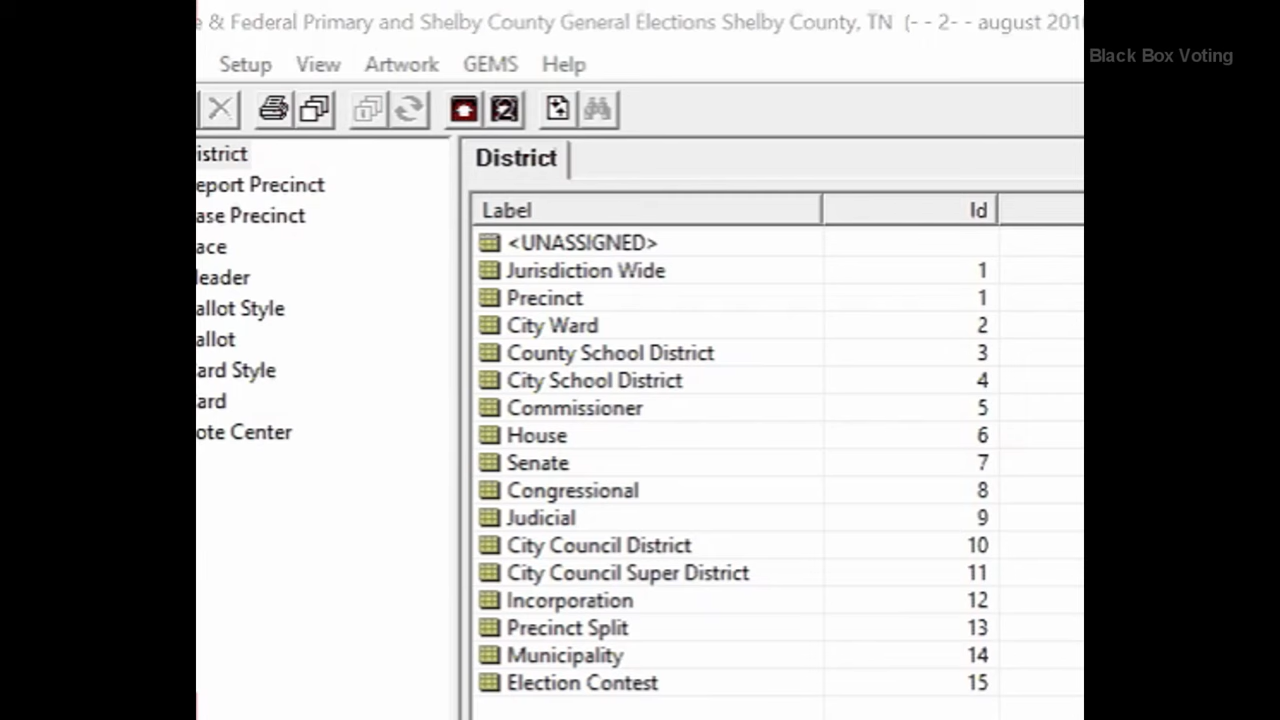 e & Federal Primary and Shelby County General Elections Shelby County, TN (- - 2- - august 201
Black Box Voting
Setup View Artwork GEMS Help
istrict
eport Precinct
ase Precinct
ace
leader
allot Style
allot
ard Style
ard
ote Center
District
Label Id
<UNASSIGNED>
Jurisdiction Wide 1
Precinct 1
City Ward 2
County School District 3
City School District 4
Commissioner 5
House 6
Senate 7
Congressional 8
Judicial 9
City Council District 10
City Council Super District 11
Incorporation 12
Precinct Split 13
Municipality 14
Election Contest 15